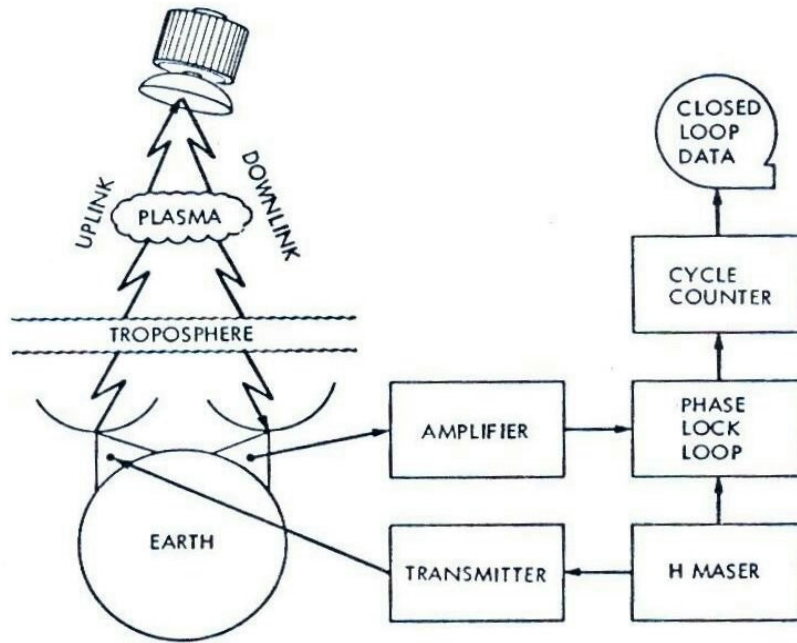 UPLINK
DOWNLINK
PLASMA
TROPOSPHERE
EARTH
CLOSED
LOOP
DATA
CYCLE
COUNTER
AMPLIFIER
PHASE
LOCK
LOOP
TRANSMITTER
H MASER